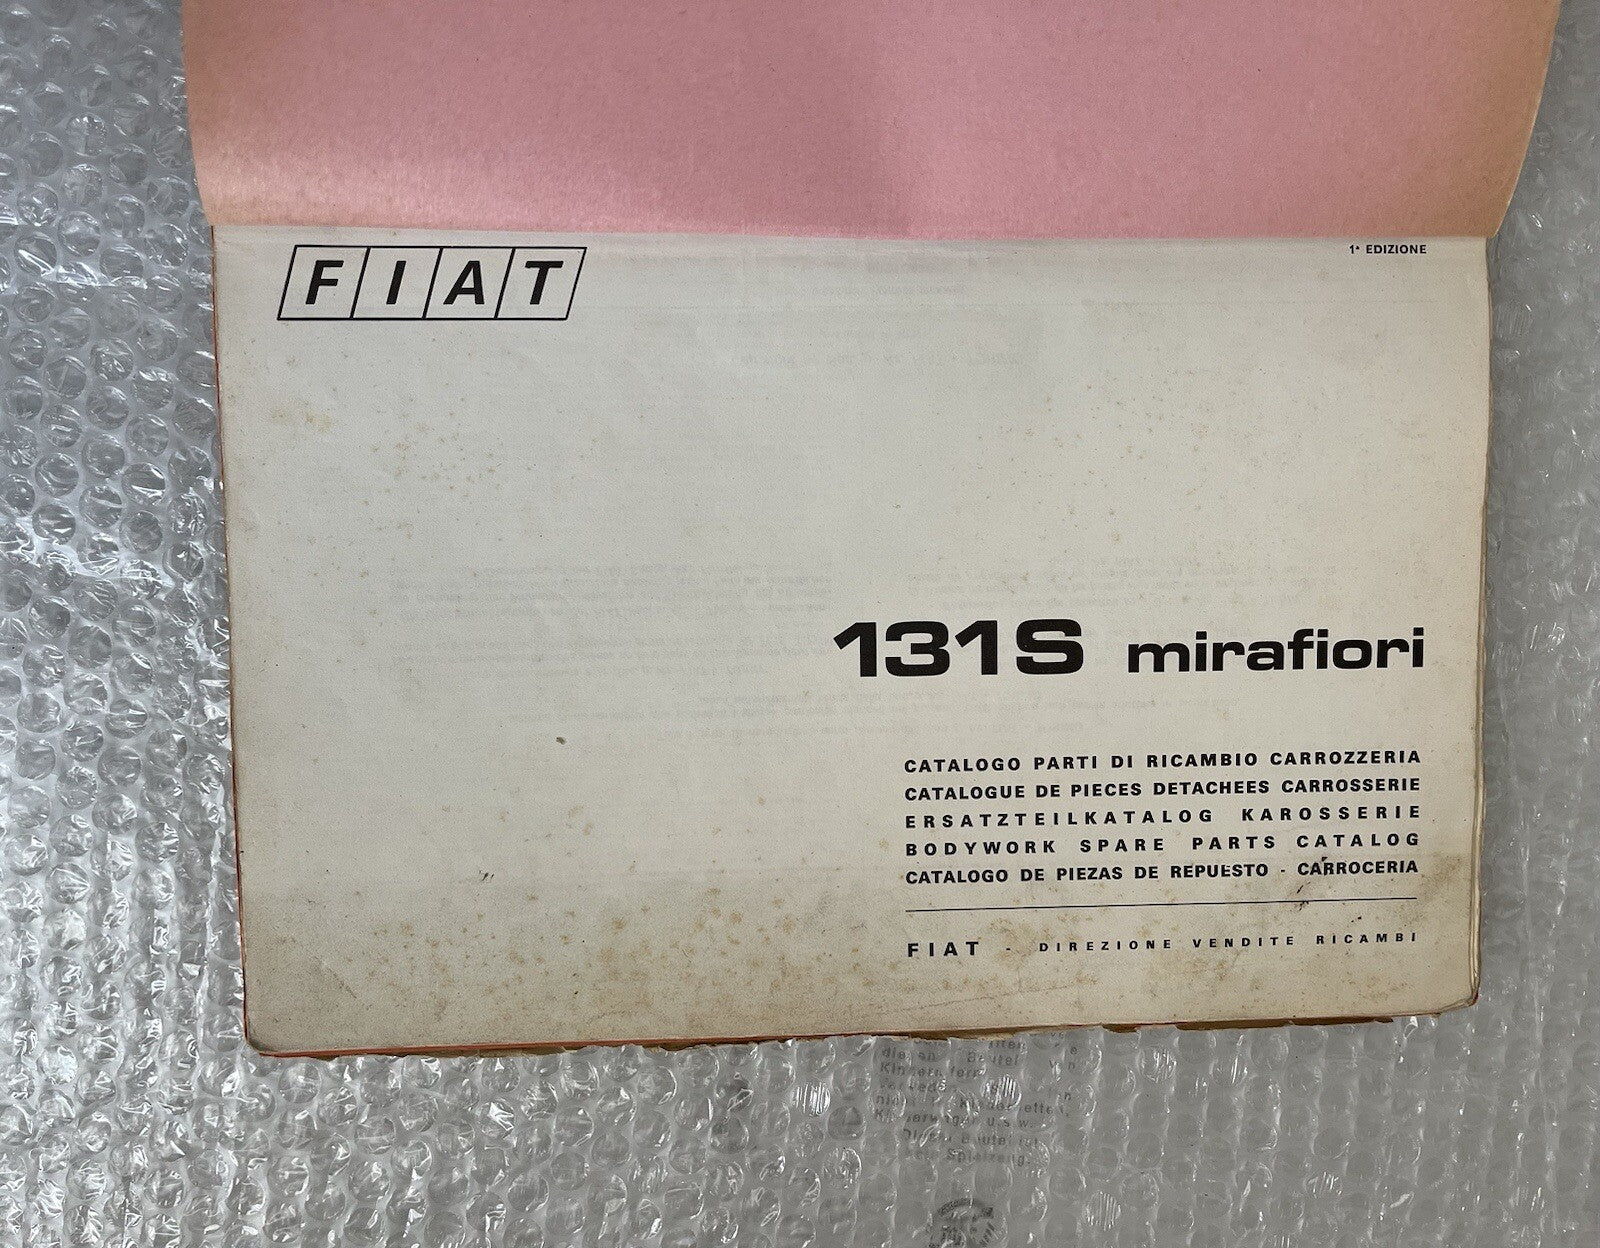 1ª EDIZIONE
FIAT
131S mirafiori
CATALOGO PARTI DI RICAMBIO CARROZZERIA
CATALOGUE DE PIECES DETACHEES CARROSSERIE
ERSATZTEILKATALOG KAROSSERIE
BODYWORK SPARE PARTS CATALOG
CATALOGO DE PIEZAS DE REPUESTO - CARROCERIA
FIAT - DIREZIONE VENDITE RICAMBI
u.s.w.
Spielzeug.